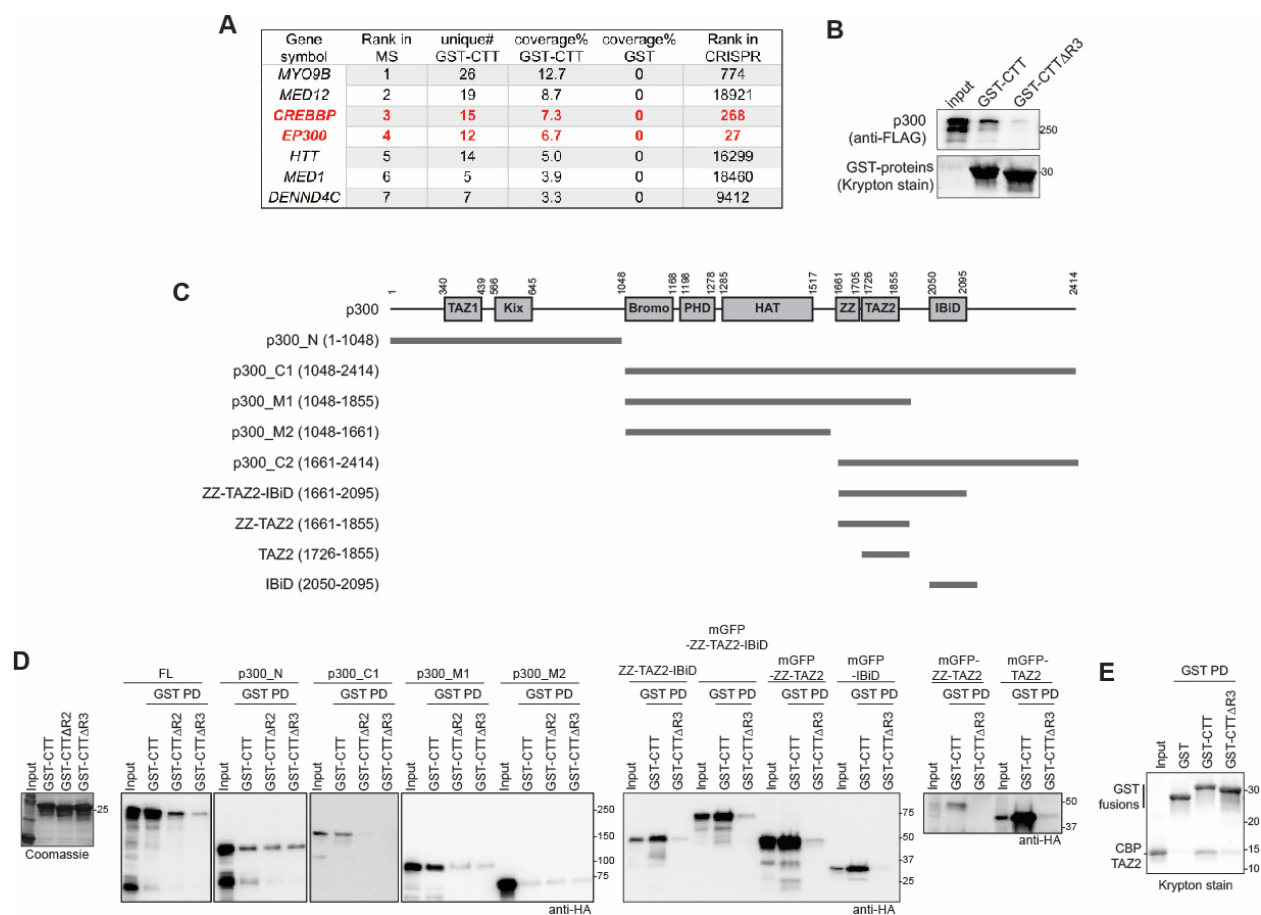 A
Gene symbol Rank in MS unique# GST-CTT coverage% GST-CTT coverage% GST Rank in CRISPR
MYO9B 1 26 12.7 0 774
MED12 2 19 8.7 0 18921
CREBBP 3 15 7.3 0 268
EP300 4 12 6.7 0 27
HTT 5 14 5.0 0 16299
MED1 6 5 3.9 0 18460
DENND4C 7 7 3.3 0 9412
B
input GST-CTT GST-CTTΔR3
p300
(anti-FLAG)
250
GST-proteins
(Krypton stain)
-30
C
1 340 439 566 645 1048 1168 1198 1278 1285 1517 1661 1705 1726 1855 2050 2095 2414
p300 TAZ1 Kix Bromo PHD HAT ZZ TAZ2 IBiD
p300_N (1-1048)
p300_C1 (1048-2414)
p300_M1 (1048-1855)
p300_M2 (1048-1661)
p300_C2 (1661-2414)
ZZ-TAZ2-IBiD (1661-2095)
ZZ-TAZ2 (1661-1855)
TAZ2 (1726-1855)
IBiD (2050-2095)
D
Input GST-CTT GST-CTTΔR2 GST-CTTΔR3
-25
Coomassie
FL
GST PD
Input GST-CTT GST-CTTΔR2 GST-CTTΔR3
p300_N
GST PD
Input GST-CTT GST-CTTΔR2 GST-CTTΔR3
p300_C1
GST PD
Input GST-CTT GST-CTTΔR2 GST-CTTΔR3
p300_M1
GST PD
Input GST-CTT GST-CTTΔR2 GST-CTTΔR3
p300_M2
GST PD
Input GST-CTT GST-CTTΔR2 GST-CTTΔR3
250
150
100
75
anti-HA
ZZ-TAZ2-IBiD
GST PD
Input GST-CTT GST-CTTΔR3
mGFP
-ZZ-TAZ2-IBiD
GST PD
Input GST-CTT GST-CTTΔR3
mGFP
-ZZ-TAZ2
GST PD
Input GST-CTT GST-CTTΔR3
mGFP
-IBiD
GST PD
Input GST-CTT GST-CTTΔR3
75
50
37
25
anti-HA
mGFP-
ZZ-TAZ2
GST PD
Input GST-CTT GST-CTTΔR3
mGFP-
TAZ2
GST PD
Input GST-CTT GST-CTTΔR3
50
37
anti-HA
E
GST PD
Input GST GST-CTT GST-CTTΔR3
GST
fusions
CBP
TAZ2
30
20
15
10
Krypton stain